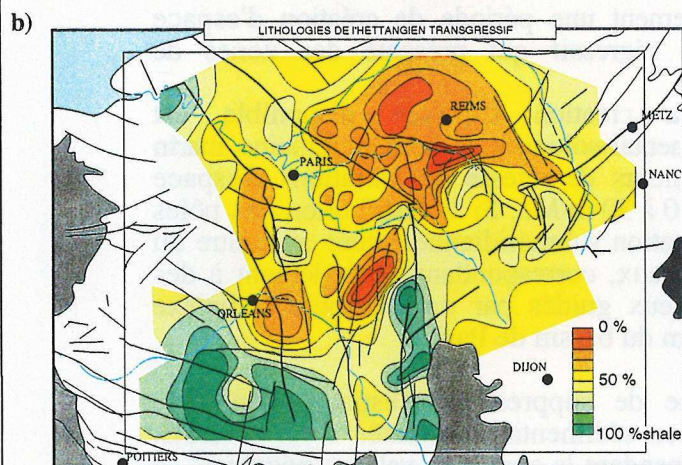 b)
LITHOLOGIES DE l'HETTANGIEN TRANSGRESSIF
REIMS
METZ
PARIS
NANC
ORLEANS
0 %
DIJON
50 %
100 %shale
POITIERS